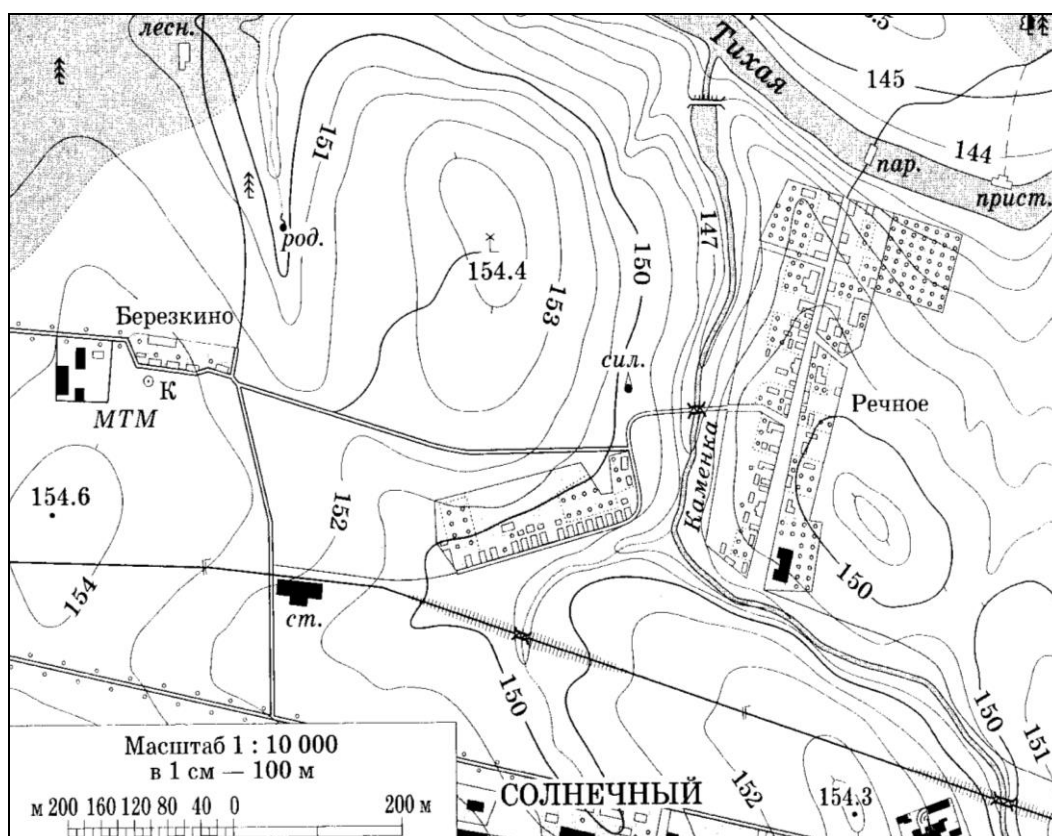 лесн.
Тихая
145
144
пар.
прист.
151
род.
154.4
150
147
153
Березкино
сил.
К
МТМ
Речное
Каменка
154.6
152
154
ст.
150
150
150
151
152
154.3
Масштаб 1 : 10 000
в 1 см — 100 м
м 200 160 120 80 40 0 200 м
СОЛНЕЧНЫЙ